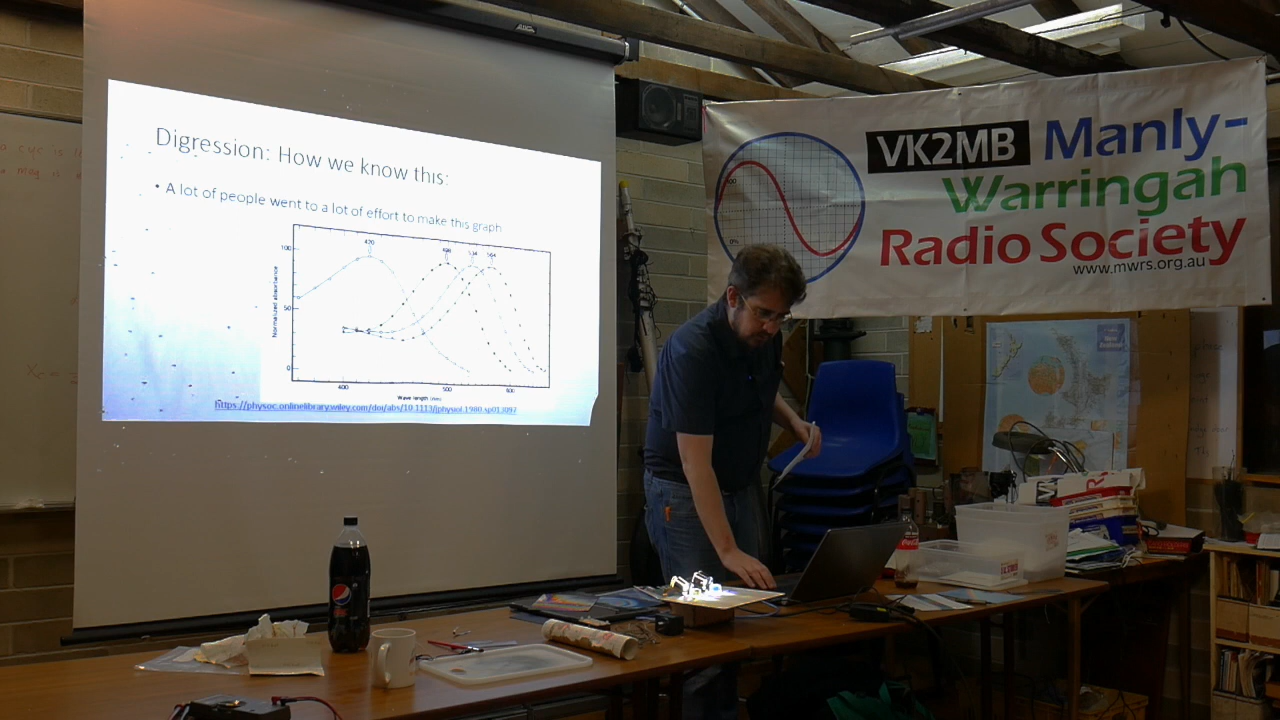 Digression: How we know this:
• A lot of people went to a lot of effort to make this graph
420
498
534
564
100
50
0
Normalized absorbance
400
500
600
Wave length (nm)
https://physoc.onlinelibrary.wiley.com/doi/abs/10.1113/jphysiol.1980.sp013097
VK2MB Manly-
Warringah
Radio Society
www.mwrs.org.au
0%
pepsi